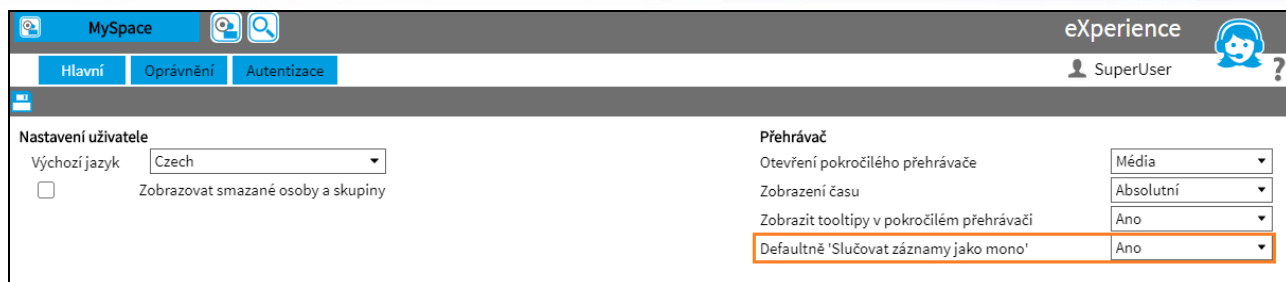 MySpace
eXperience
Hlavní
Oprávnění
Autentizace
SuperUser
?
Nastavení uživatele
Výchozí jazyk
Czech
Zobrazovat smazané osoby a skupiny
Přehrávač
Otevření pokročilého přehrávače
Média
Zobrazení času
Absolutní
Zobrazit tooltipy v pokročilém přehrávači
Ano
Defaultně 'Slučovat záznamy jako mono'
Ano